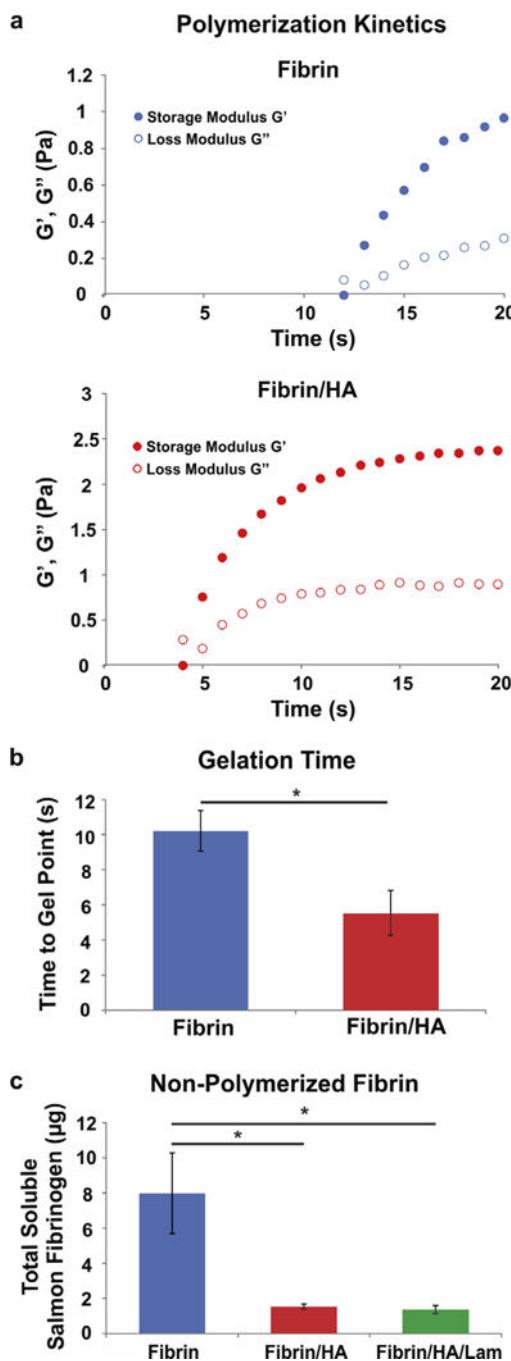 a
Polymerization Kinetics
Fibrin
Storage Modulus G'
Loss Modulus G"
G', G" (Pa)
1.2
1
0.8
0.6
0.4
0.2
0
0 5 10 15 20
Time (s)
Fibrin/HA
Storage Modulus G'
Loss Modulus G"
G', G" (Pa)
3
2.5
2
1.5
1
0.5
0
0 5 10 15 20
Time (s)
b
Gelation Time
*
Time to Gel Point (s)
12
10
8
6
4
2
0
Fibrin Fibrin/HA
c
Non-Polymerized Fibrin
*
*
Total Soluble
Salmon Fibrinogen (µg)
12
10
8
6
4
2
0
Fibrin Fibrin/HA Fibrin/HA/Lam